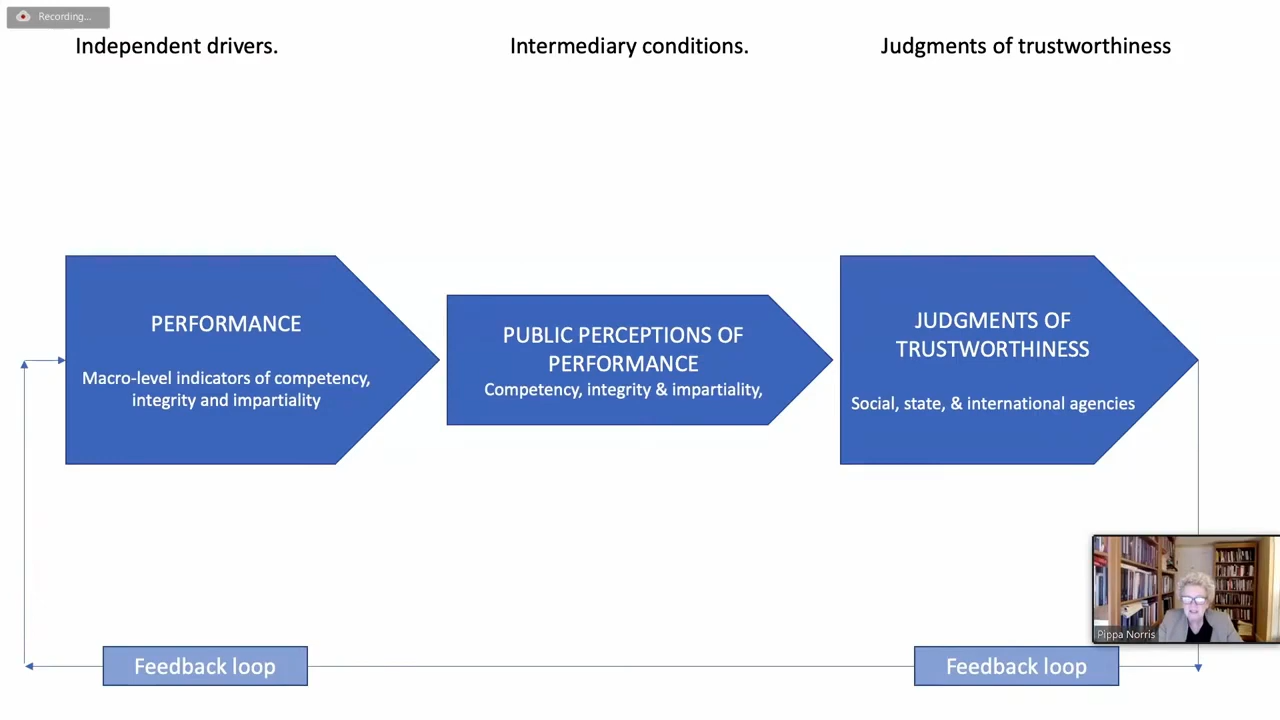 Recording...
Independent drivers.
Intermediary conditions.
Judgments of trustworthiness
PERFORMANCE
Macro-level indicators of competency,
integrity and impartiality
PUBLIC PERCEPTIONS OF
PERFORMANCE
Competency, integrity & impartiality,
JUDGMENTS OF
TRUSTWORTHINESS
Social, state, & international agencies
Pippa Norris
Feedback loop
Feedback loop